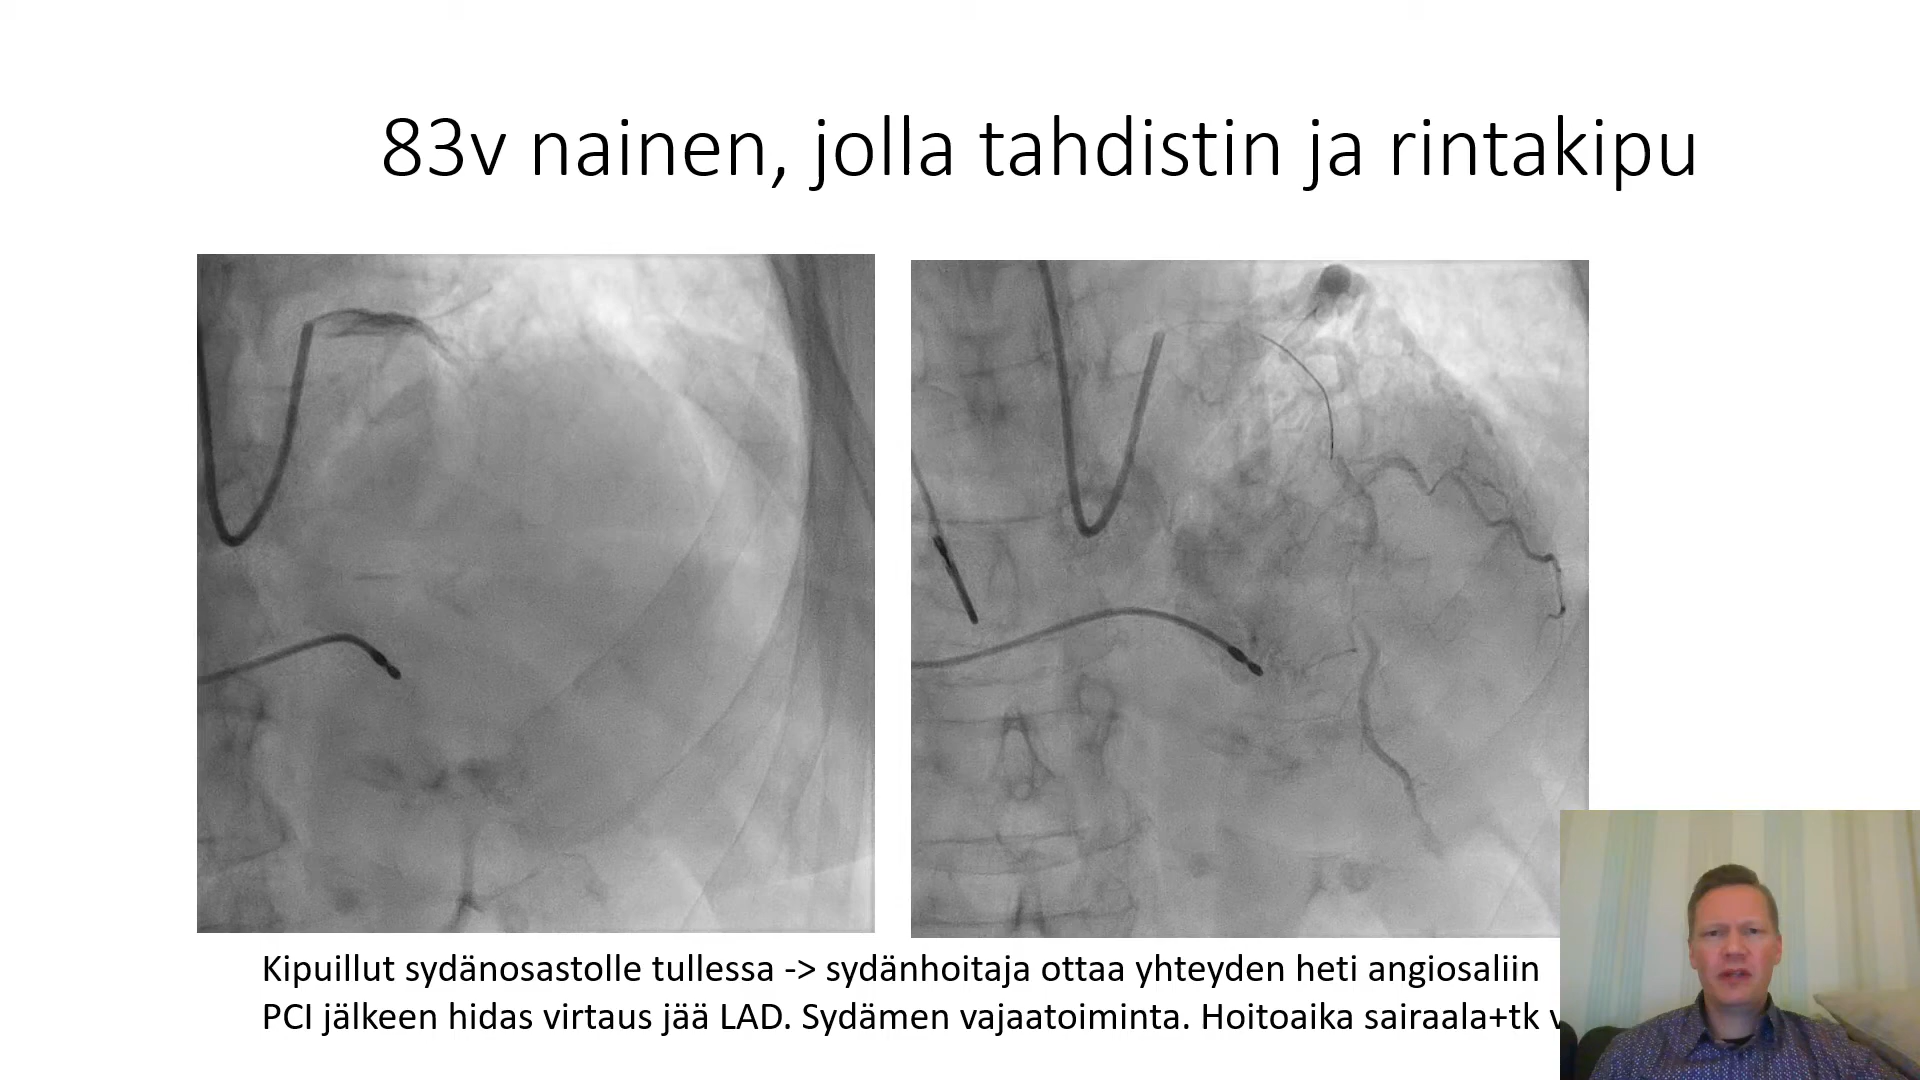 83v nainen, jolla tahdistin ja rintakipu
Kipuillut sydänosastolle tullessa -> sydänhoitaja ottaa yhteyden heti angiosaliin
PCI jälkeen hidas virtaus jää LAD. Sydämen vajaatoiminta. Hoitoaika sairaala+tk